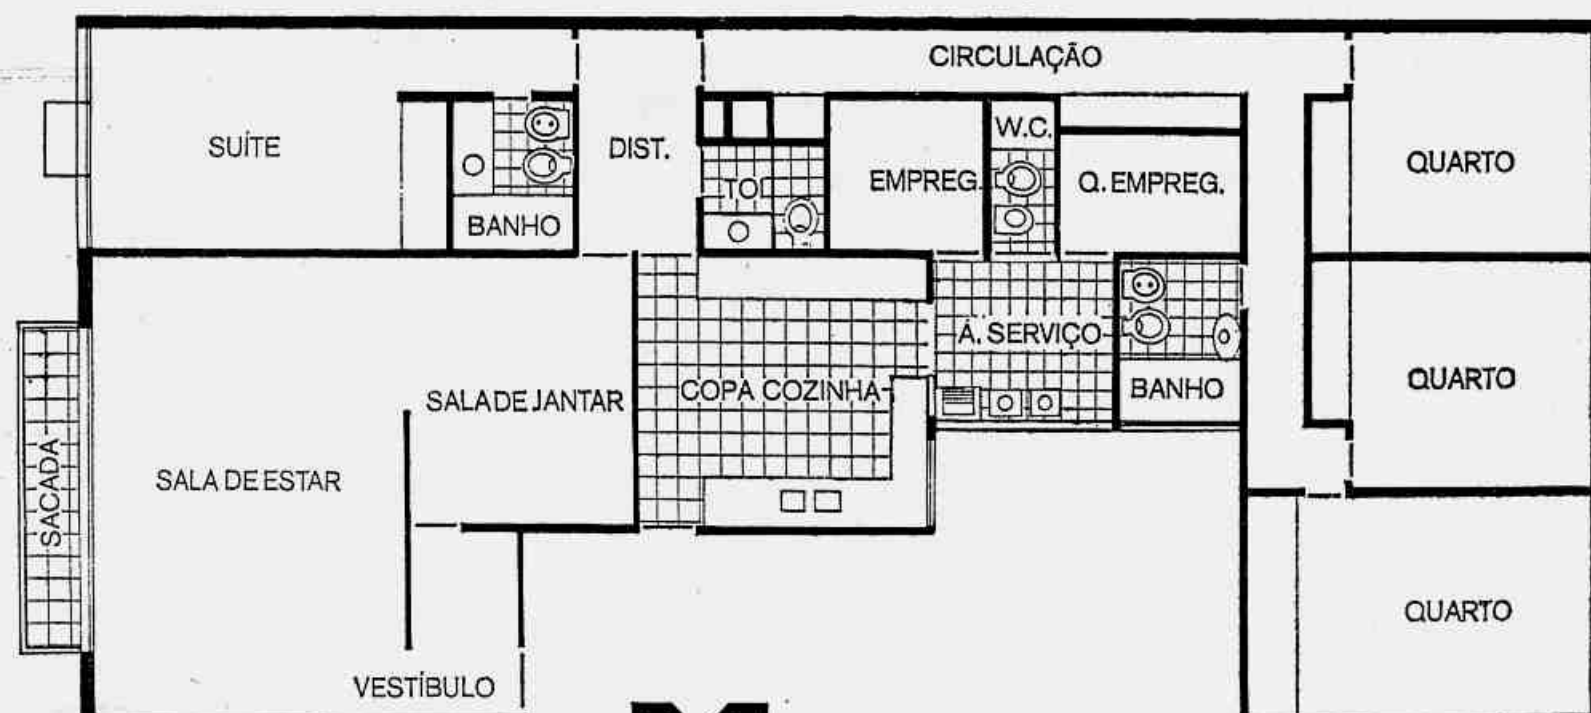 CIRCULAÇÃO
SUÍTE
DIST.
W.C.
QUARTO
TO
EMPREG.
Q. EMPREG.
BANHO
Á. SERVIÇO
SALA DE JANTAR
COPA COZINHA
BANHO
QUARTO
SACADA
SALA DE ESTAR
QUARTO
VESTÍBULO